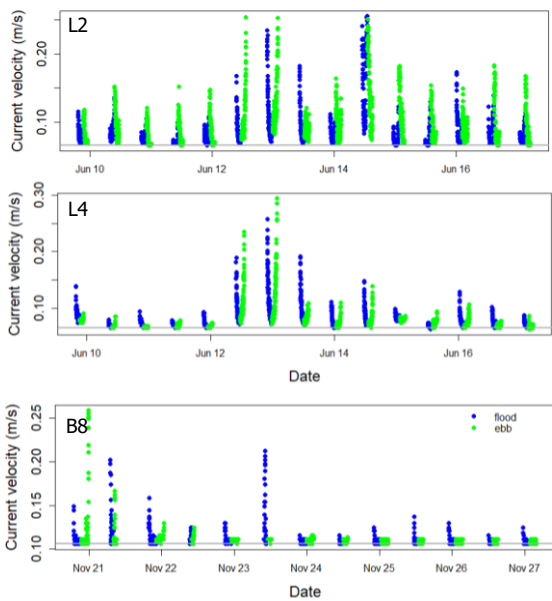 L2
Current velocity (m/s)
0.20
0.10
Jun 10 Jun 12 Jun 14 Jun 16
L4
Current velocity (m/s)
0.30
0.20
0.10
Jun 10 Jun 12 Jun 14 Jun 16
Date
B8
flood
ebb
Current velocity (m/s)
0.25
0.20
0.15
0.10
Nov 21 Nov 22 Nov 23 Nov 24 Nov 25 Nov 26 Nov 27
Date